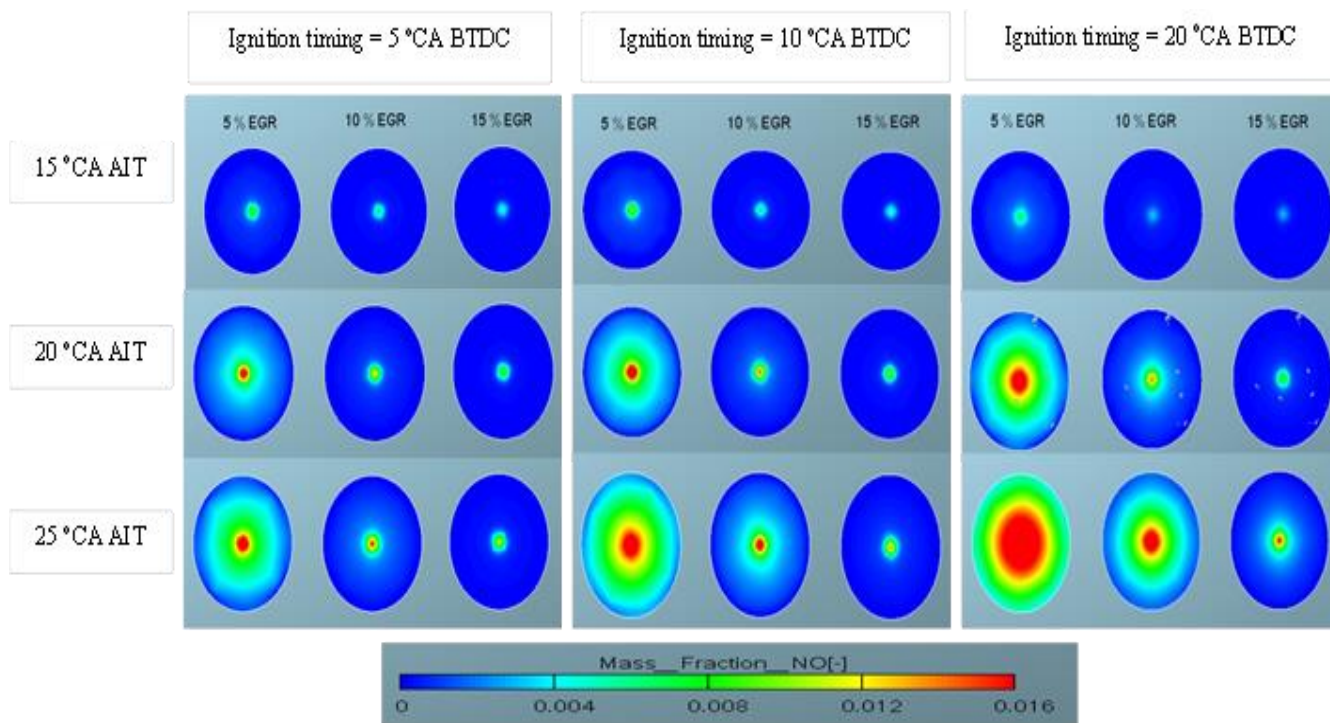 Ignition timing = 5 °CA BTDC
Ignition timing = 10 °CA BTDC
Ignition timing = 20 °CA BTDC
5 % EGR 10 % EGR 15 % EGR
5 % EGR 10 % EGR 15 % EGR
5 % EGR 10 % EGR 15 % EGR
15 °CA AIT
20 °CA AIT
25 °CA AIT
Mass__Fraction__NO[-]
0 0.004 0.008 0.012 0.016